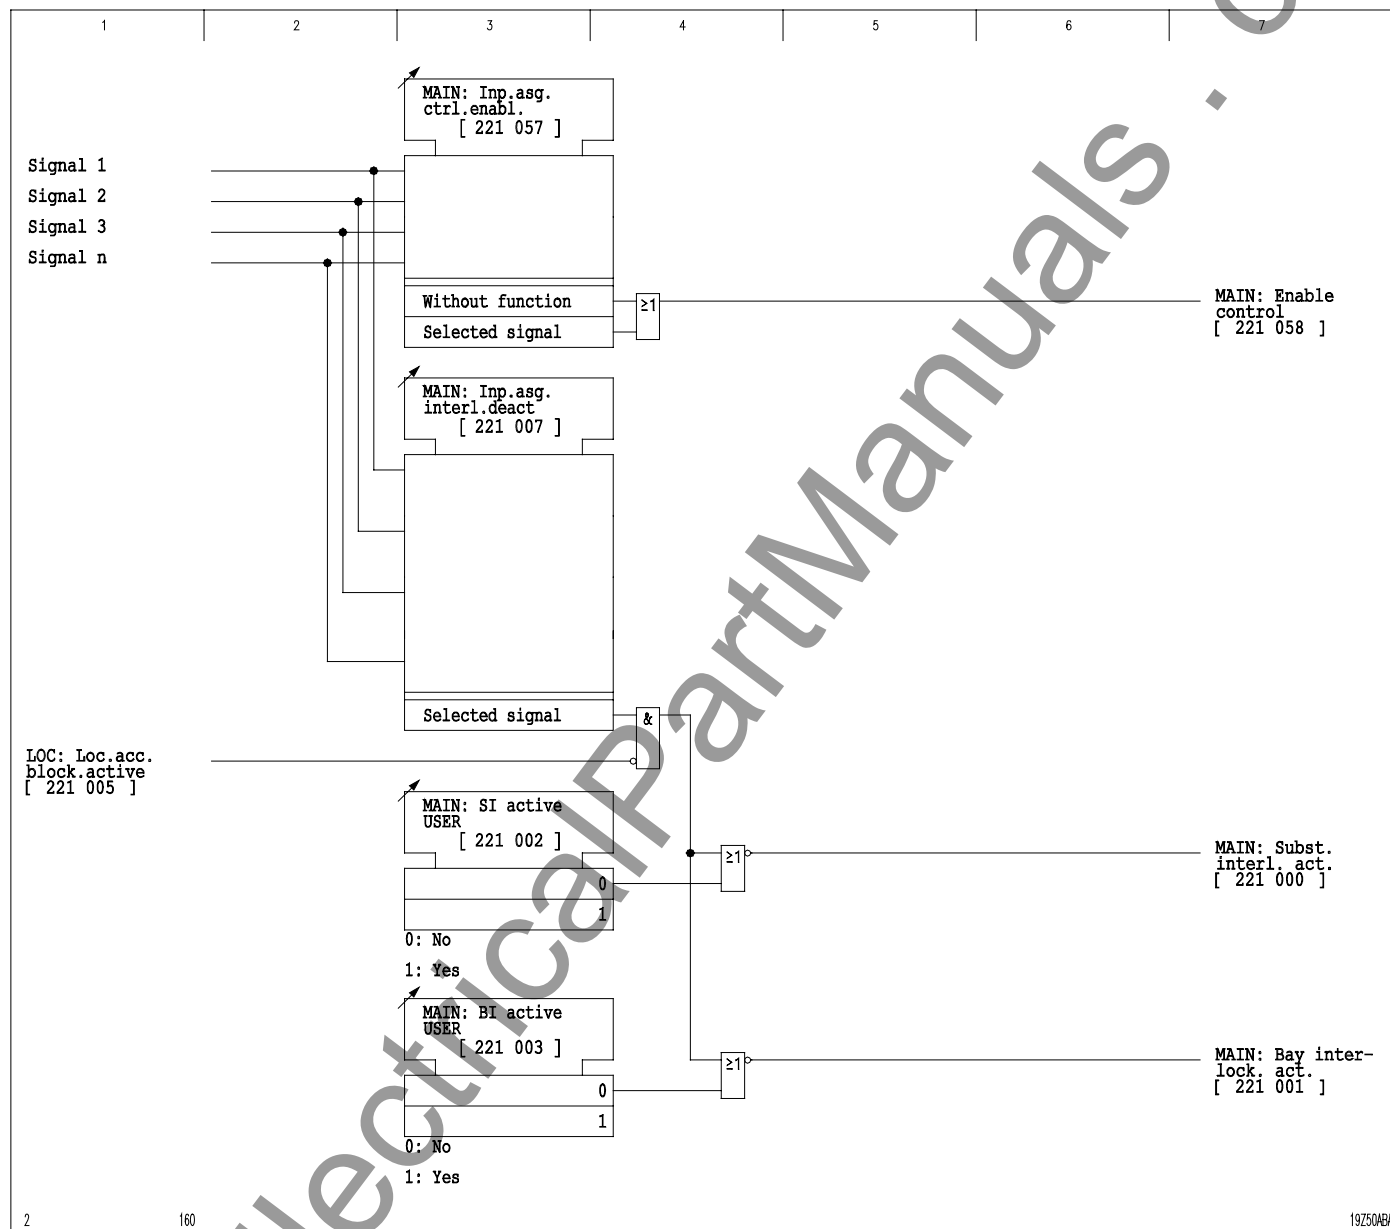 1 2 3 4 5 6 7
MAIN: Inp.asg.
ctrl.enabl.
[ 221 057 ]
Signal 1
Signal 2
Signal 3
Signal n
Without function
≥1
Selected signal
MAIN: Enable
control
[ 221 058 ]
MAIN: Inp.asg.
interl.deact
[ 221 007 ]
Selected signal
&
LOC: Loc.acc.
block.active
[ 221 005 ]
MAIN: SI active
USER
[ 221 002 ]
0
1
0: No
1: Yes
≥1
MAIN: Subst.
interl. act.
[ 221 000 ]
MAIN: BI active
USER
[ 221 003 ]
0
1
0: No
1: Yes
≥1
MAIN: Bay inter-
lock. act.
[ 221 001 ]
2 160
lectricalPartManuals .